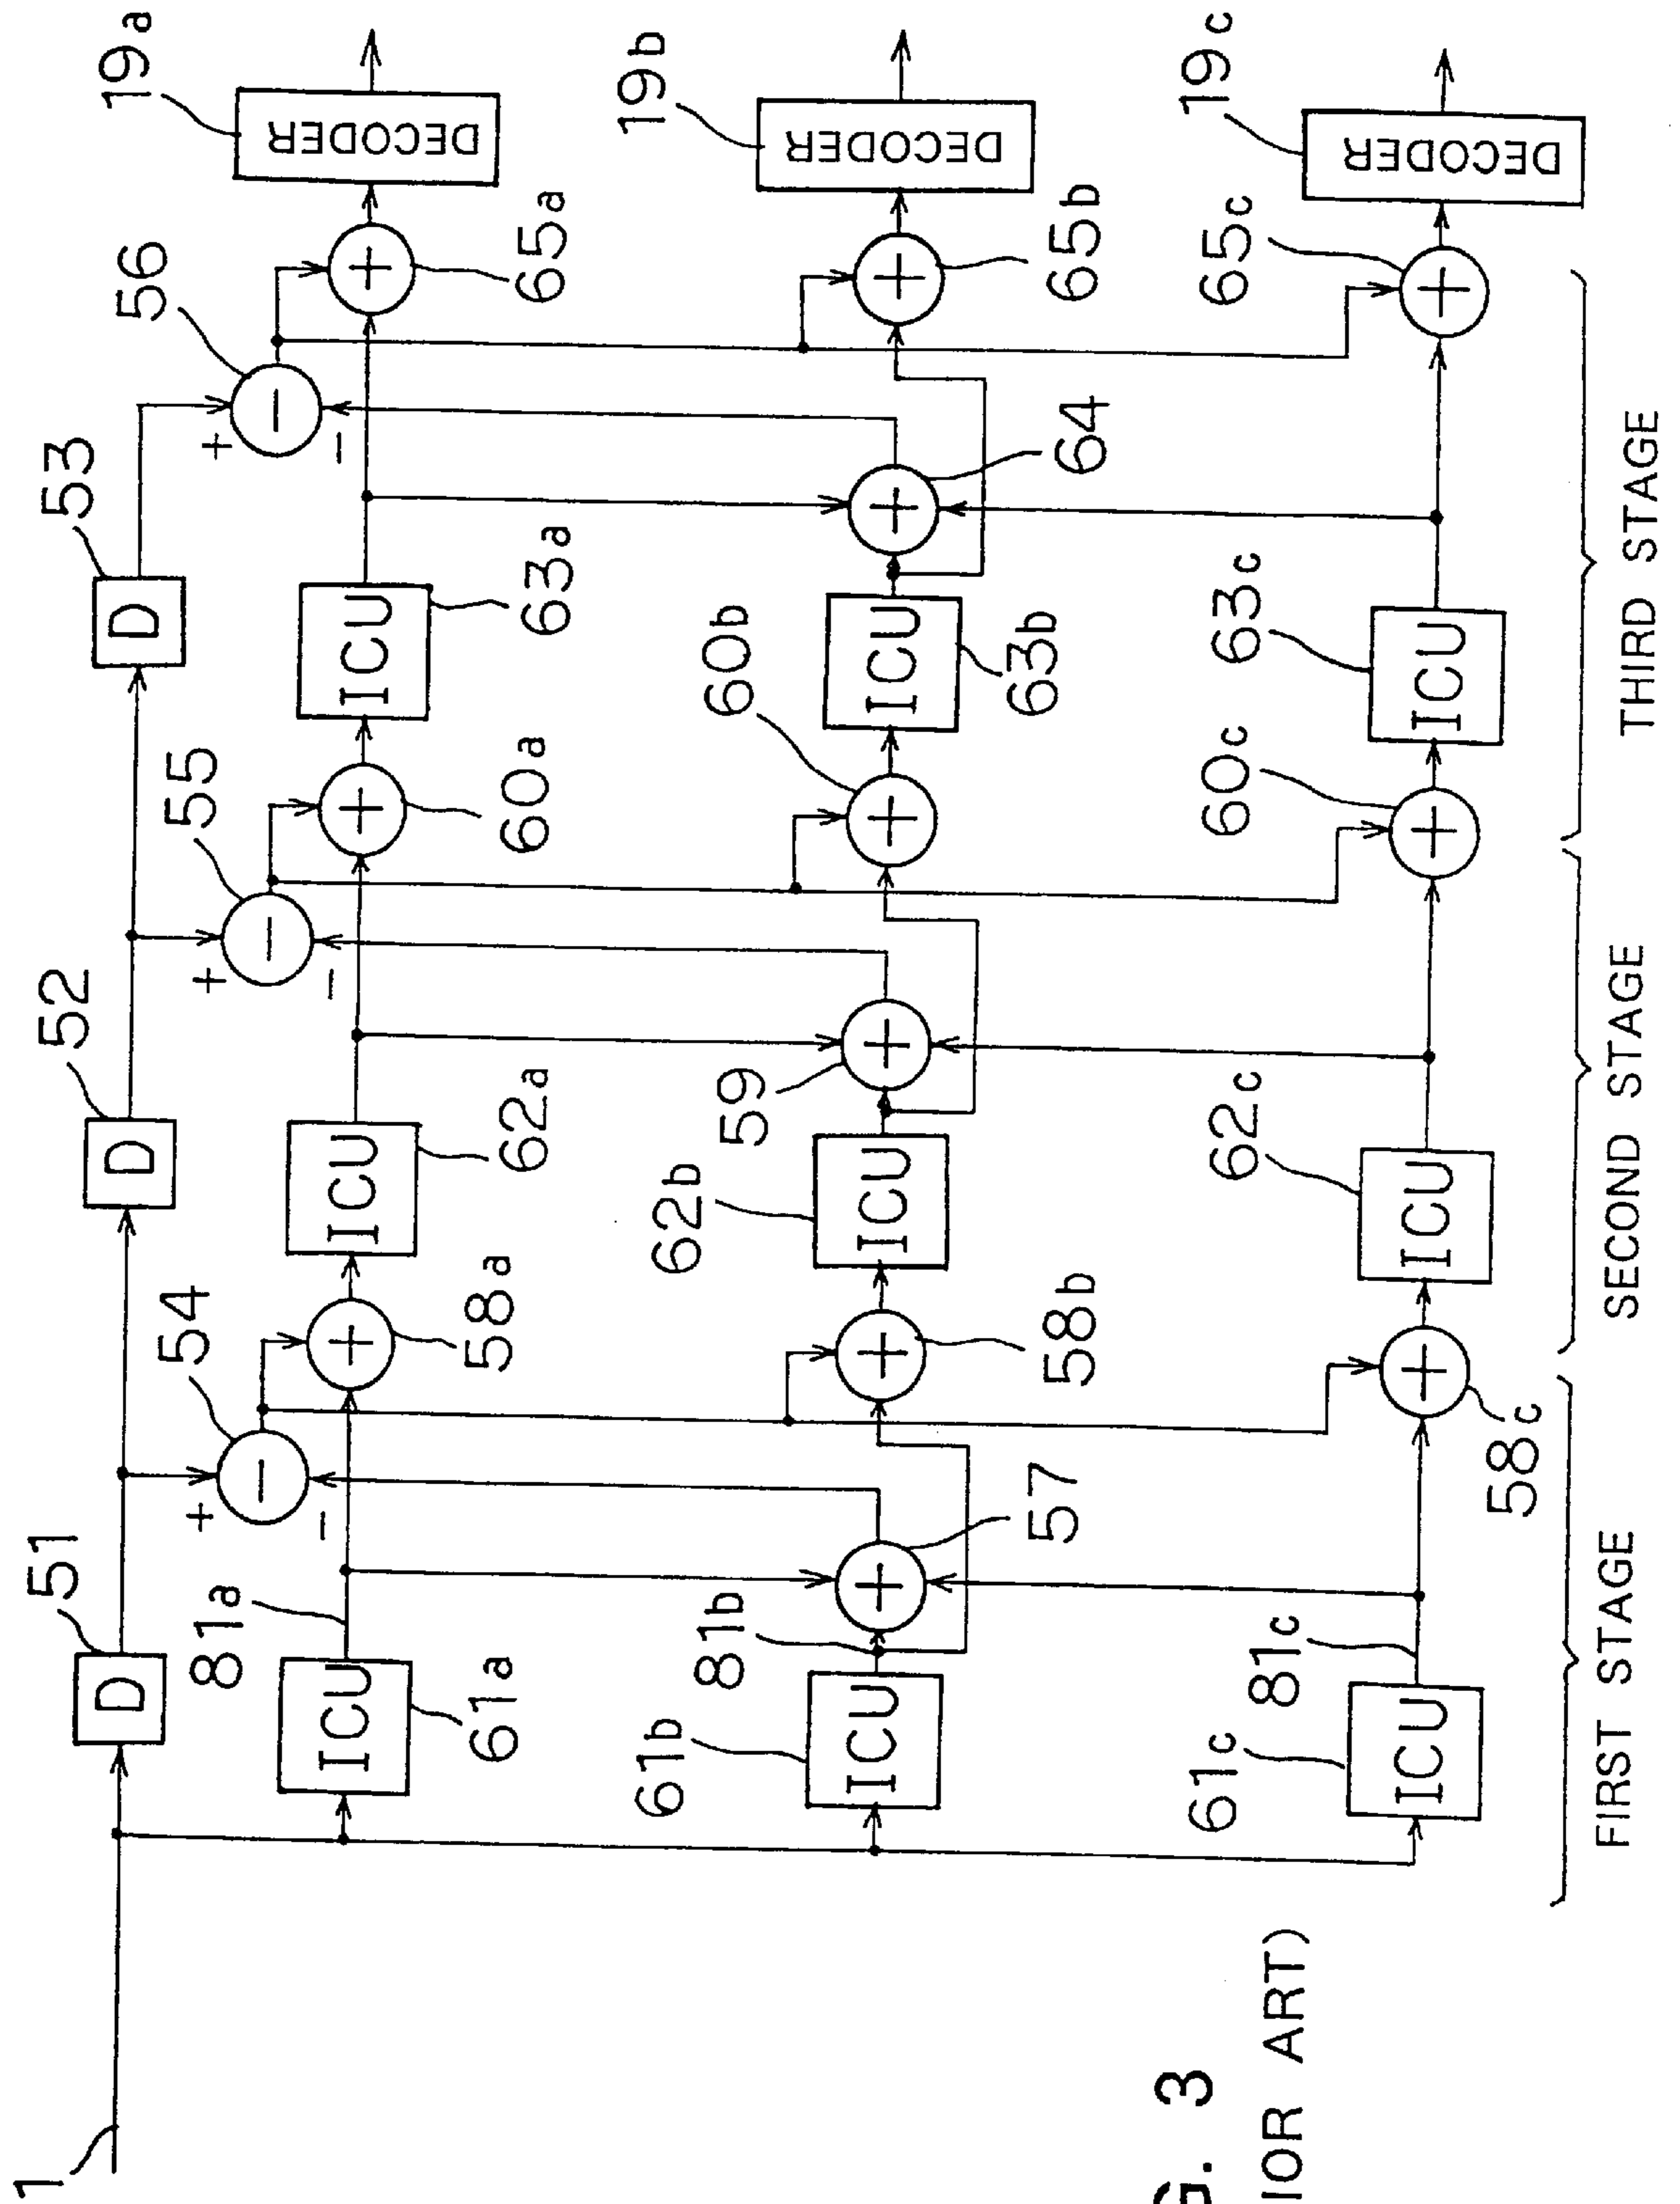 1
51
52
53
D
D
D
54
55
56
+
−
+
−
+
−
−
−
−
81a
61a
ICU
58a
+
62a
ICU
60a
+
63a
ICU
65a
+
19a
DECODER
81b
61b
ICU
57
+
58b
+
62b
ICU
59
+
60b
+
63b
ICU
64
+
65b
+
19b
DECODER
81c
61c
ICU
58c
+
62c
ICU
60c
+
63c
ICU
65c
+
19c
DECODER
FIRST STAGE
SECOND STAGE
THIRD STAGE
G. 3
IOR ART)